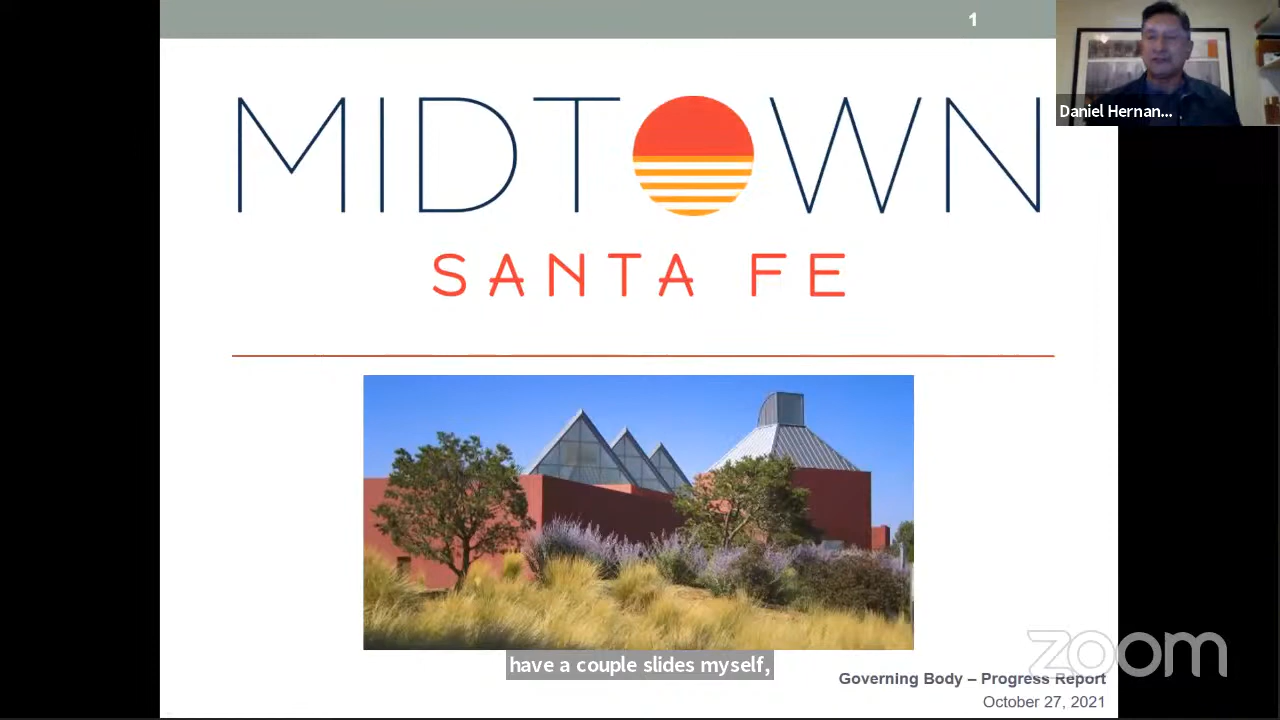 1
Daniel Hernan...
MIDTOWN
SANTA FE
have a couple slides myself,
zoom
Governing Body – Progress Report
October 27, 2021